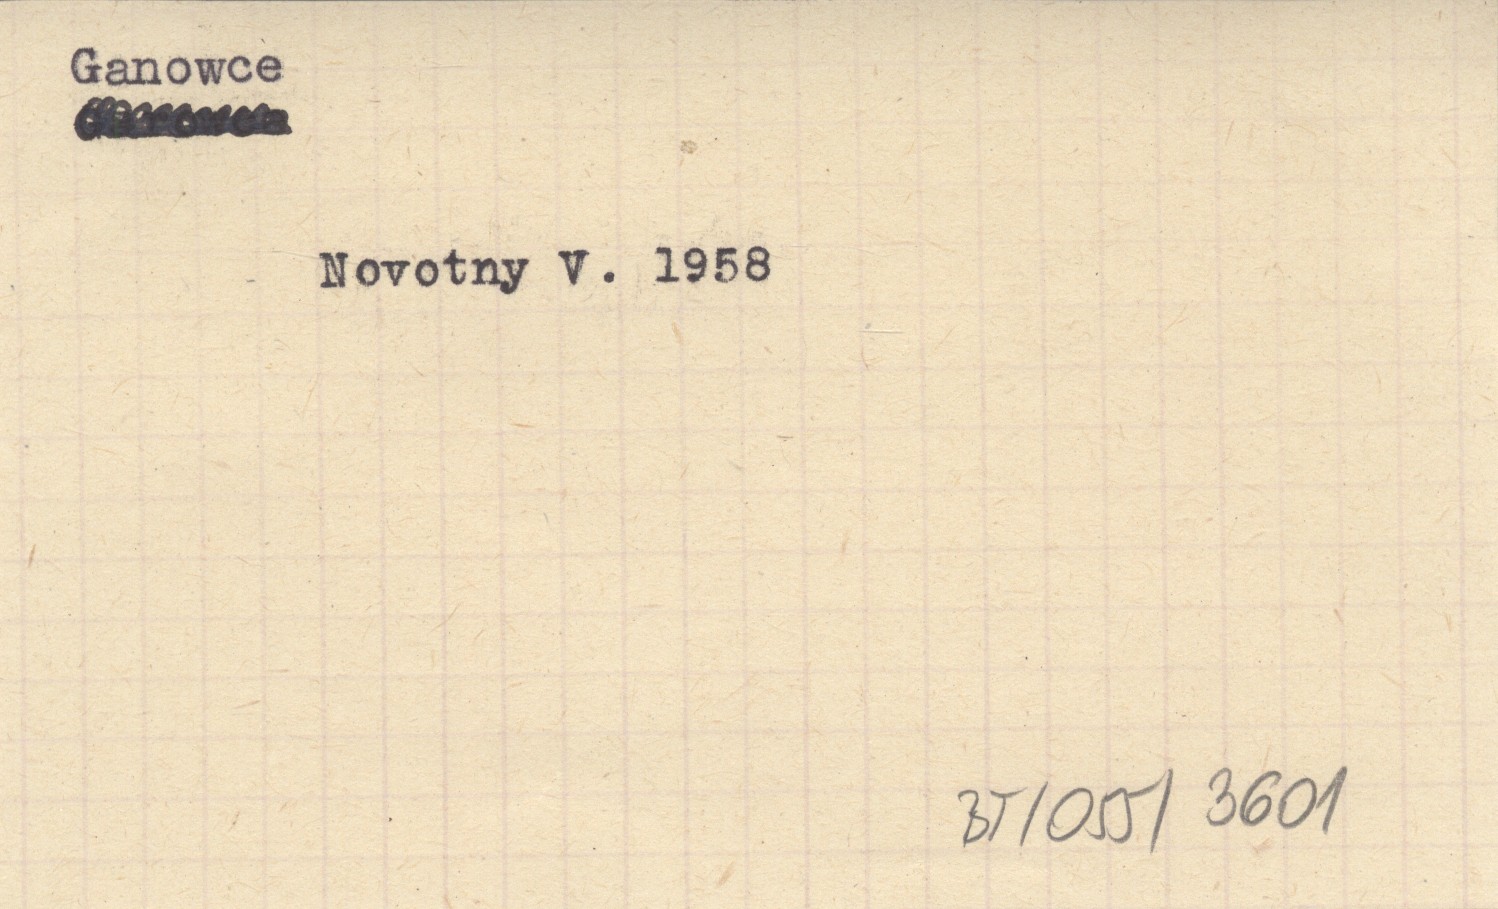 Ganowce
Novotny V. 1958
BT/055/3601